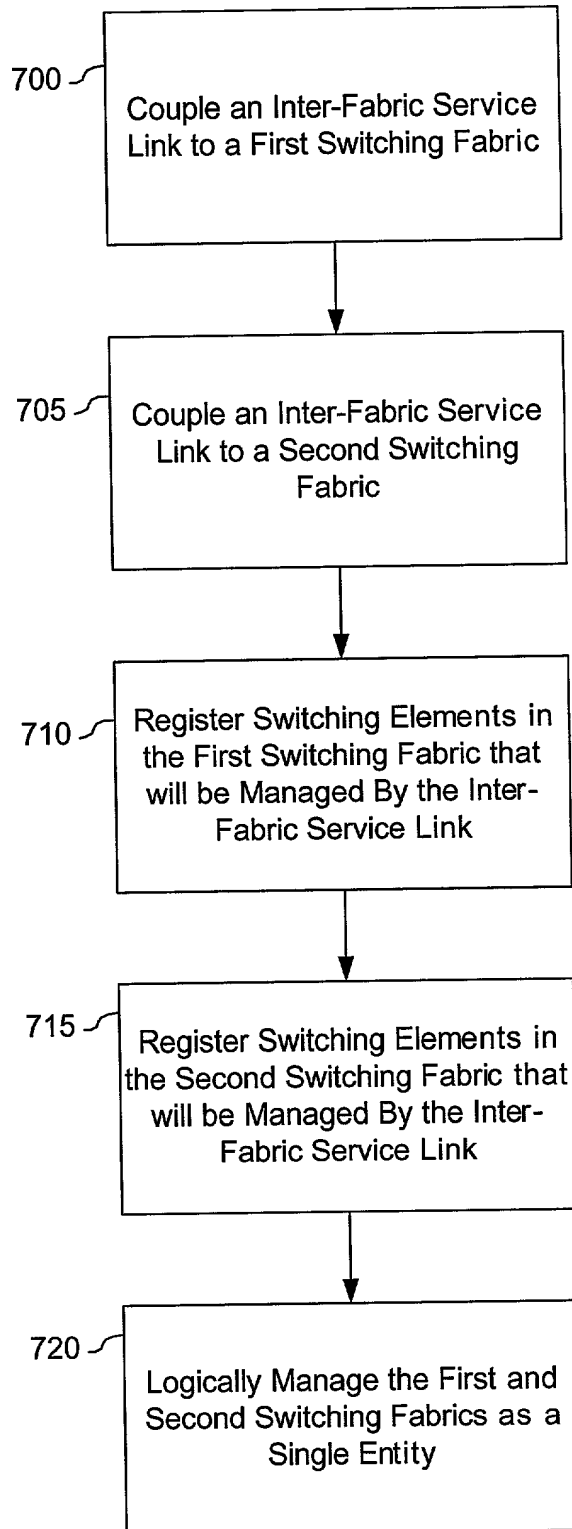 700
Couple an Inter-Fabric Service
Link to a First Switching Fabric
705
Couple an Inter-Fabric Service
Link to a Second Switching
Fabric
710
Register Switching Elements in
the First Switching Fabric that
will be Managed By the Inter-
Fabric Service Link
715
Register Switching Elements in
the Second Switching Fabric that
will be Managed By the Inter-
Fabric Service Link
720
Logically Manage the First and
Second Switching Fabrics as a
Single Entity